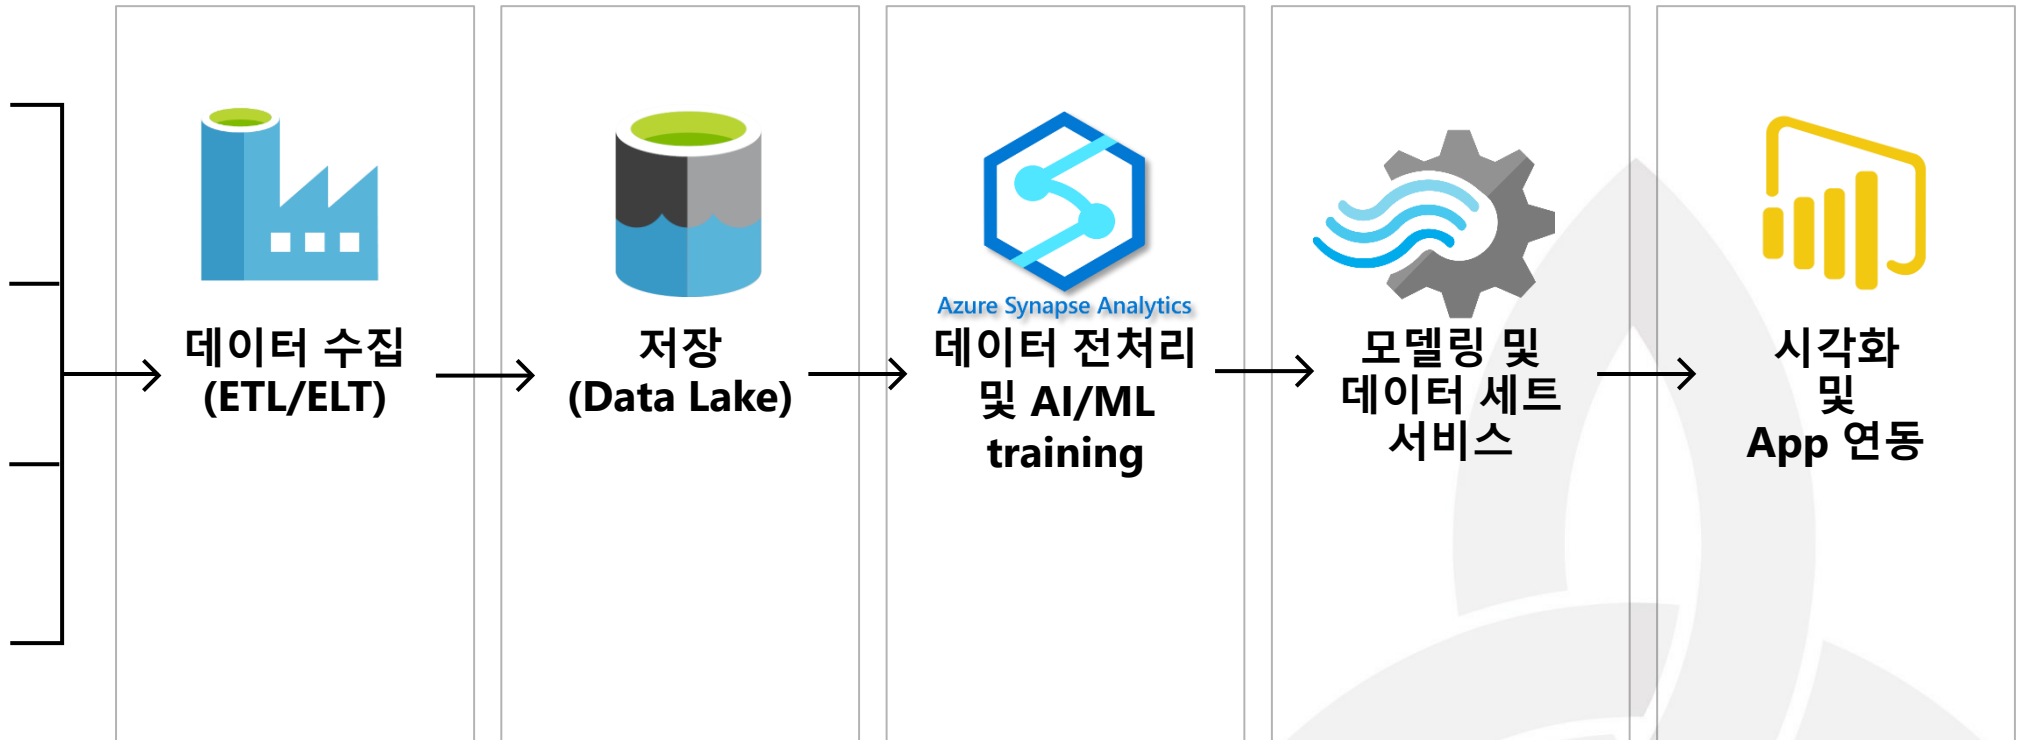 데이터 수집
(ETL/ELT)
저장
(Data Lake)
Azure Synapse Analytics
데이터 전처리
및 AI/ML
training
모델링 및
데이터 세트
서비스
시각화
및
App 연동